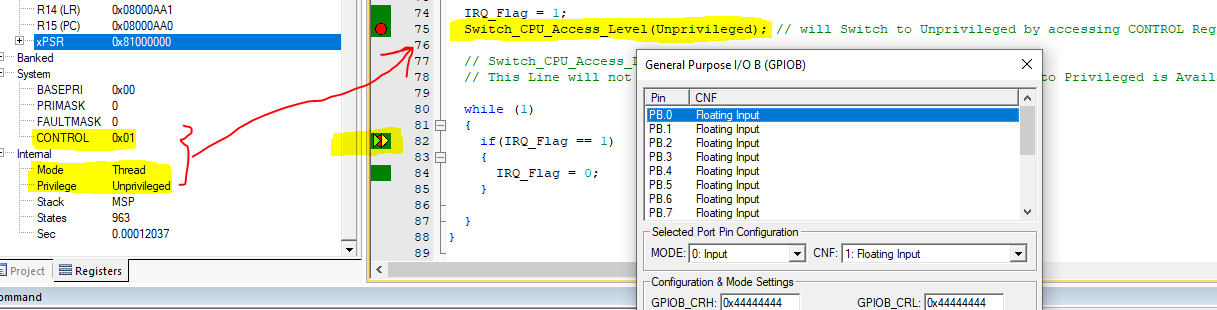 R14 (LR) 0x08000AA1
R15 (PC) 0x08000AA0
xPSR 0x81000000
Banked
System
BASEPRI 0x00
PRIMASK 0
FAULTMASK 0
CONTROL 0x01
Internal
Mode Thread
Privilege Unprivileged
Stack MSP
States 963
Sec 0.00012037
Project Registers
ommand
74 IRQ_Flag = 1;
75 Switch_CPU_Access_Level(Unprivileged); // will Switch to Unprivileged by accessing CONTROL Reg
76
77 // Switch_CPU_Access_
78 // This Line will not to Privileged is Avail
79
80 while (1)
81 {
82 if(IRQ_Flag == 1)
83 {
84 IRQ_Flag = 0;
85 }
86
87 }
88 }
89
General Purpose I/O B (GPIOB)
Pin CNF
PB.0 Floating Input
PB.1 Floating Input
PB.2 Floating Input
PB.3 Floating Input
PB.4 Floating Input
PB.5 Floating Input
PB.6 Floating Input
PB.7 Floating Input
Selected Port Pin Configuration
MODE: 0: Input CNF: 1: Floating Input
Configuration & Mode Settings
GPIOB_CRH: 0x44444444 GPIOB_CRL: 0x44444444